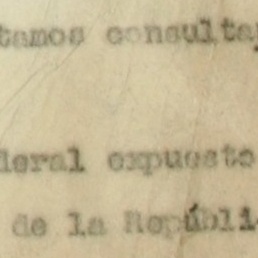 tamos consulta
deral expuesto
de la Repúbli